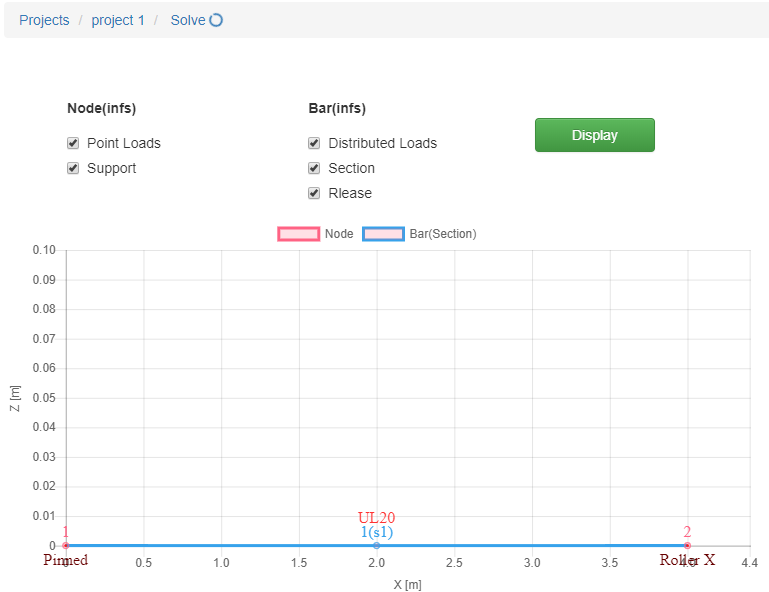 Projects / project 1 / Solve
Node(infs) Bar(infs)
Point Loads Distributed Loads Display
Support Section
Rlease
Node Bar(Section)
0.10
0.09
0.08
0.07
0.06
0.05
0.04
0.03
0.02
0.01
0
Z [m]
UL20
1 1(s1) 2
Pinned Roller X
0 0.5 1.0 1.5 2.0 2.5 3.0 3.5 4.0 4.4
X [m]